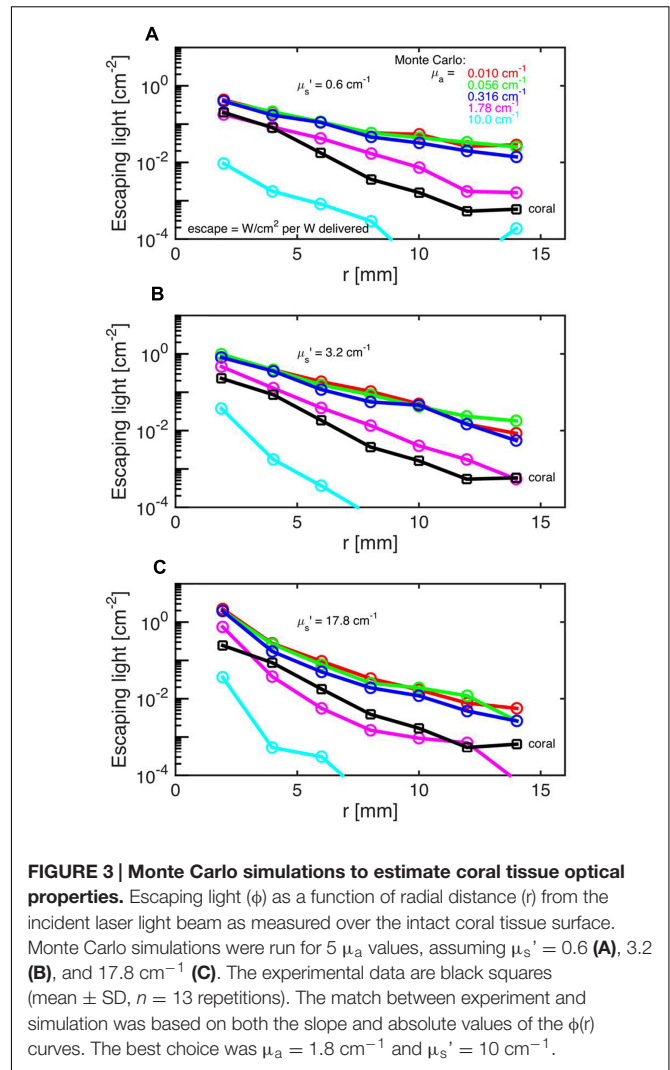 A
Monte Carlo:
μa = 0.010 cm⁻¹
0.056 cm⁻¹
0.316 cm⁻¹
1.78 cm⁻¹
10.0 cm⁻¹
μs' = 0.6 cm⁻¹
Escaping light [cm⁻²]
10⁰
10⁻²
10⁻⁴
coral
escape = W/cm² per W delivered
0 5 10 15
r [mm]
B
μs' = 3.2 cm⁻¹
Escaping light [cm⁻²]
10⁰
10⁻²
10⁻⁴
coral
0 5 10 15
r [mm]
C
μs' = 17.8 cm⁻¹
Escaping light [cm⁻²]
10⁰
10⁻²
10⁻⁴
coral
0 5 10 15
r [mm]
FIGURE 3 | Monte Carlo simulations to estimate coral tissue optical
properties. Escaping light (ϕ) as a function of radial distance (r) from the
incident laser light beam as measured over the intact coral tissue surface.
Monte Carlo simulations were run for 5 μa values, assuming μs' = 0.6 (A), 3.2
(B), and 17.8 cm⁻¹ (C). The experimental data are black squares
(mean ± SD, n = 13 repetitions). The match between experiment and
simulation was based on both the slope and absolute values of the ϕ(r)
curves. The best choice was μa = 1.8 cm⁻¹ and μs' = 10 cm⁻¹.